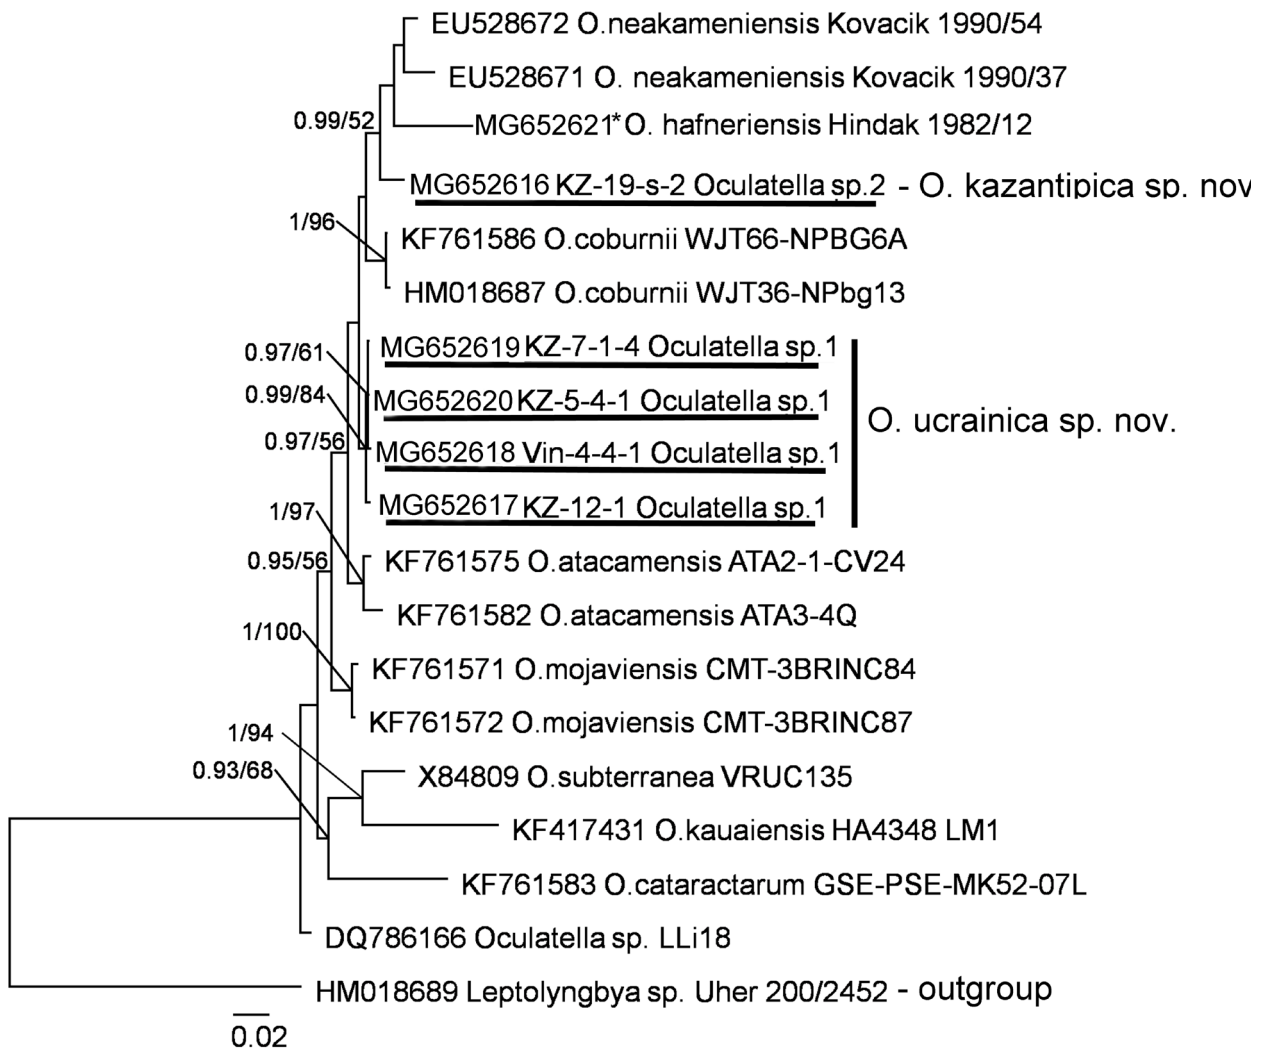 EU528672 O.neakameniensis Kovacik 1990/54
EU528671 O. neakameniensis Kovacik 1990/37
0.99/52
MG652621*O. hafneriensis Hindak 1982/12
MG652616 KZ-19-s-2 Oculatella sp.2 - O. kazantipica sp. nov
1/96
KF761586 O.coburnii WJT66-NPBG6A
HM018687 O.coburnii WJT36-NPbg13
0.97/61
MG652619 KZ-7-1-4 Oculatella sp.1
0.99/84
MG652620 KZ-5-4-1 Oculatella sp.1
O. ucrainica sp. nov.
0.97/56
MG652618 Vin-4-4-1 Oculatella sp.1
1/97
MG652617 KZ-12-1 Oculatella sp.1
0.95/56
KF761575 O.atacamensis ATA2-1-CV24
KF761582 O.atacamensis ATA3-4Q
1/100
KF761571 O.mojaviensis CMT-3BRINC84
KF761572 O.mojaviensis CMT-3BRINC87
1/94
0.93/68
X84809 O.subterranea VRUC135
KF417431 O.kauaiensis HA4348 LM1
KF761583 O.cataractarum GSE-PSE-MK52-07L
DQ786166 Oculatella sp. LLi18
HM018689 Leptolyngbya sp. Uher 200/2452 - outgroup
0.02